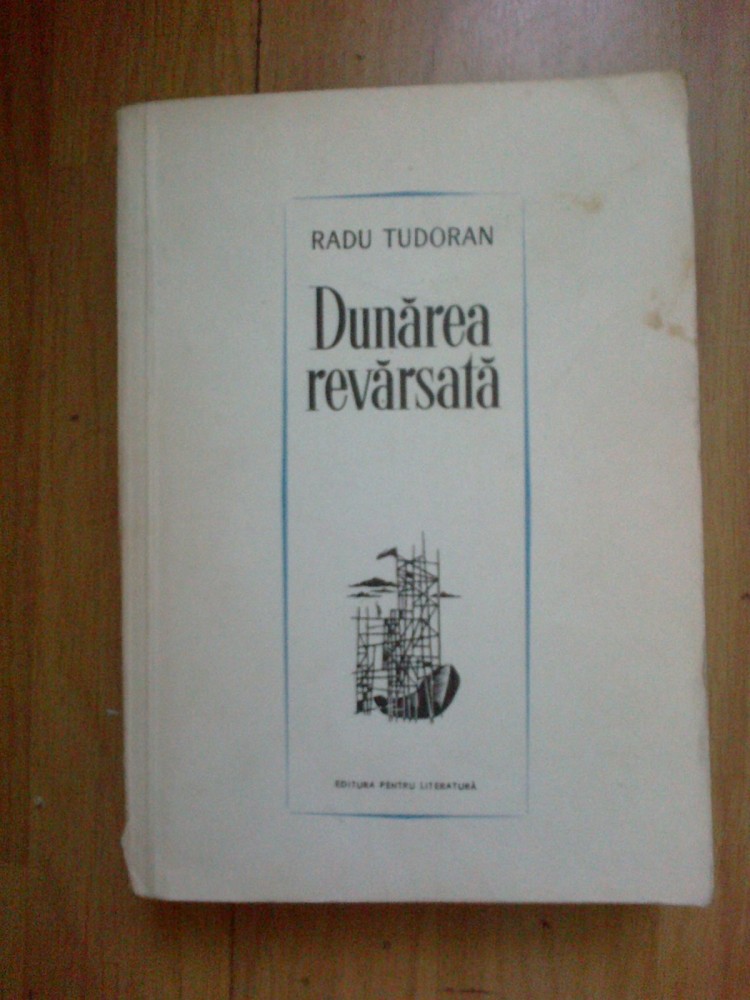 RADU TUDORAN
Dunărea
revărsată
EDITURA PENTRU LITERATURĂ